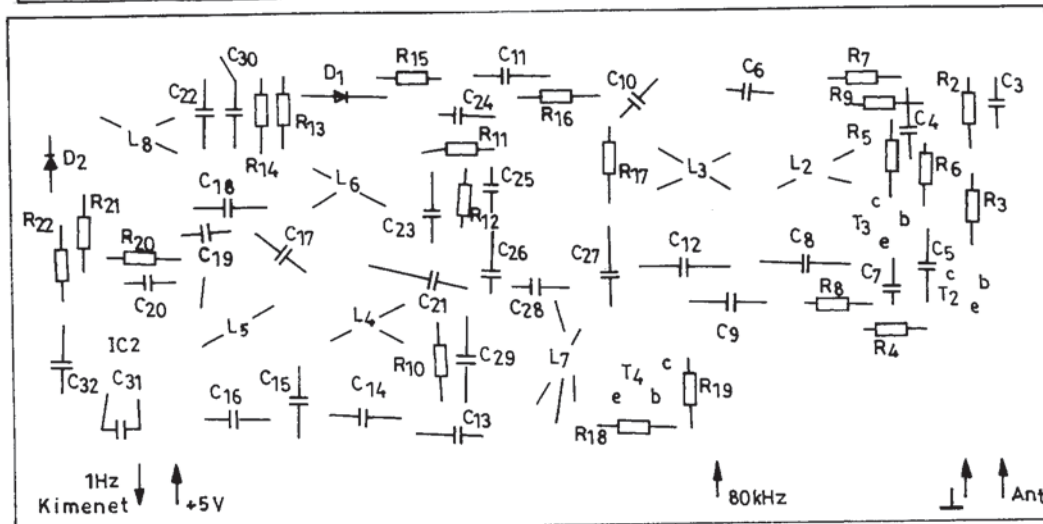 C30
R15
C11
R7
C22
D1
C10
C6
R2
C3
R9
C24
R16
R13
R11
C4
L8
R5
R14
D2
R17
L3
L2
R6
C18
L6
C25
R21
R3
c
R12
R22
C23
T3
b
R20
C17
e
C26
C27
C12
C8
C5
C19
C7
c
b
C20
C21
C28
R8
T2
e
L5
L4
C9
R4
IC2
R10
C29
L7
C32
C31
C15
T4
c
R19
C16
C14
e
b
C13
R18
1Hz
Kimenet
+5V
80kHz
Ant